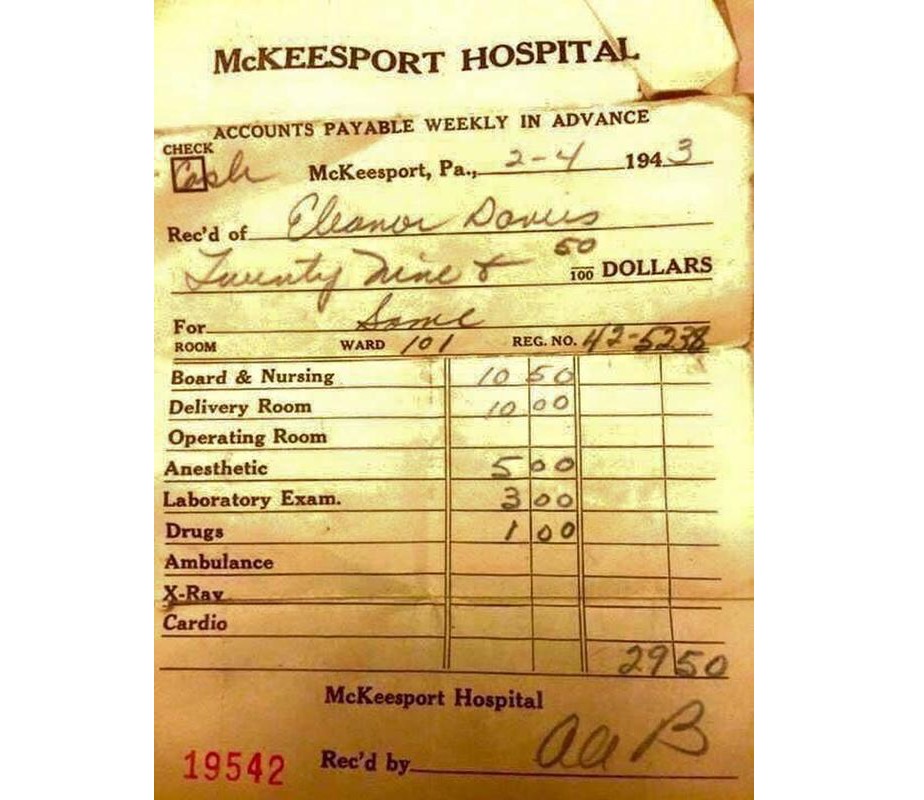 McKEESPORT HOSPITAL
ACCOUNTS PAYABLE WEEKLY IN ADVANCE
CHECK
Cash McKeesport, Pa., 2-4 1943
Rec'd of Eleanor Davies
Twenty Nine & 50/100 DOLLARS
For Same
ROOM WARD 101 REG. NO. 42-5238
Board & Nursing 10 50
Delivery Room 10 00
Operating Room
Anesthetic 5 00
Laboratory Exam. 3 00
Drugs 1 00
Ambulance
X-Ray
Cardio
29 50
McKeesport Hospital
19542 Rec'd by